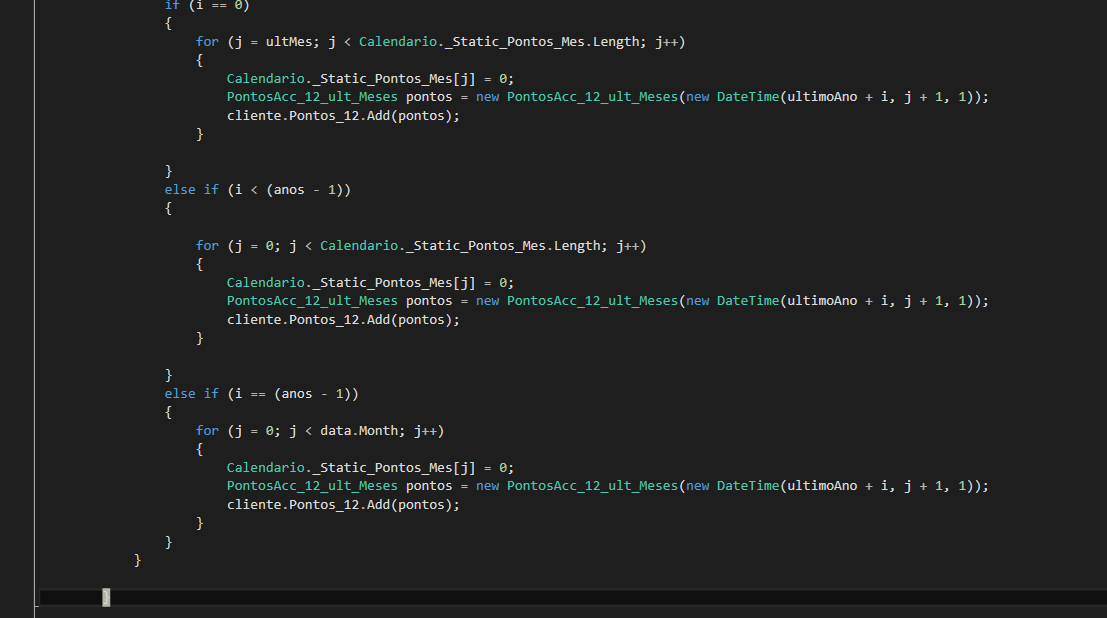 if (i == 0)
{
for (j = ultMes; j < Calendario._Static_Pontos_Mes.Length; j++)
{
Calendario._Static_Pontos_Mes[j] = 0;
PontosAcc_12_ult_Meses pontos = new PontosAcc_12_ult_Meses(new DateTime(ultimoAno + i, j + 1, 1));
cliente.Pontos_12.Add(pontos);
}
}
else if (i < (anos - 1))
{
for (j = 0; j < Calendario._Static_Pontos_Mes.Length; j++)
{
Calendario._Static_Pontos_Mes[j] = 0;
PontosAcc_12_ult_Meses pontos = new PontosAcc_12_ult_Meses(new DateTime(ultimoAno + i, j + 1, 1));
cliente.Pontos_12.Add(pontos);
}
}
else if (i == (anos - 1))
{
for (j = 0; j < data.Month; j++)
{
Calendario._Static_Pontos_Mes[j] = 0;
PontosAcc_12_ult_Meses pontos = new PontosAcc_12_ult_Meses(new DateTime(ultimoAno + i, j + 1, 1));
cliente.Pontos_12.Add(pontos);
}
}
}
}